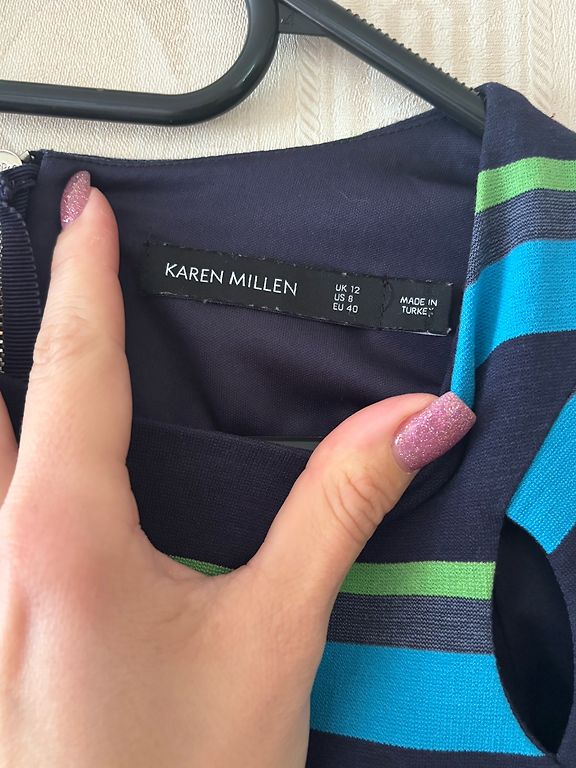 KAREN MILLEN
UK 12
US 8
EU 40
MADE IN
TURKEY